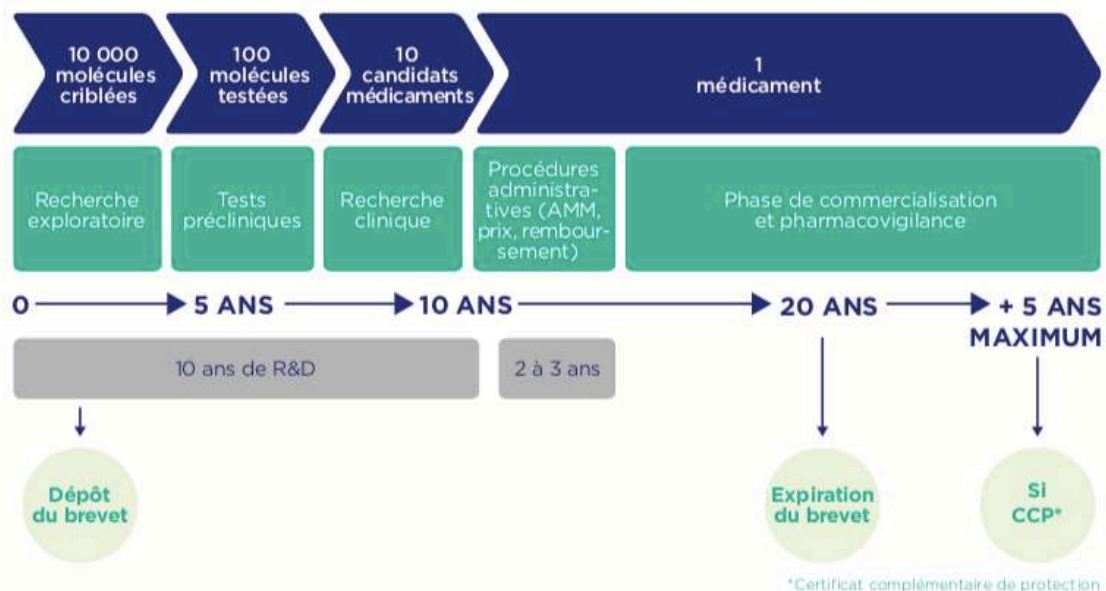 10 000
molécules
criblées
100
molécules
testées
10
candidats
médicaments
1
médicament
Recherche
exploratoire
Tests
précliniques
Recherche
clinique
Procédures
administra-
tives (AMM,
prix, rembour-
sement)
Phase de commercialisation
et pharmacovigilance
0
5 ANS
10 ANS
20 ANS
+ 5 ANS
MAXIMUM
10 ans de R&D
2 à 3 ans
Dépôt
du brevet
Expiration
du brevet
Si
CCP*
*Certificat complémentaire de protection